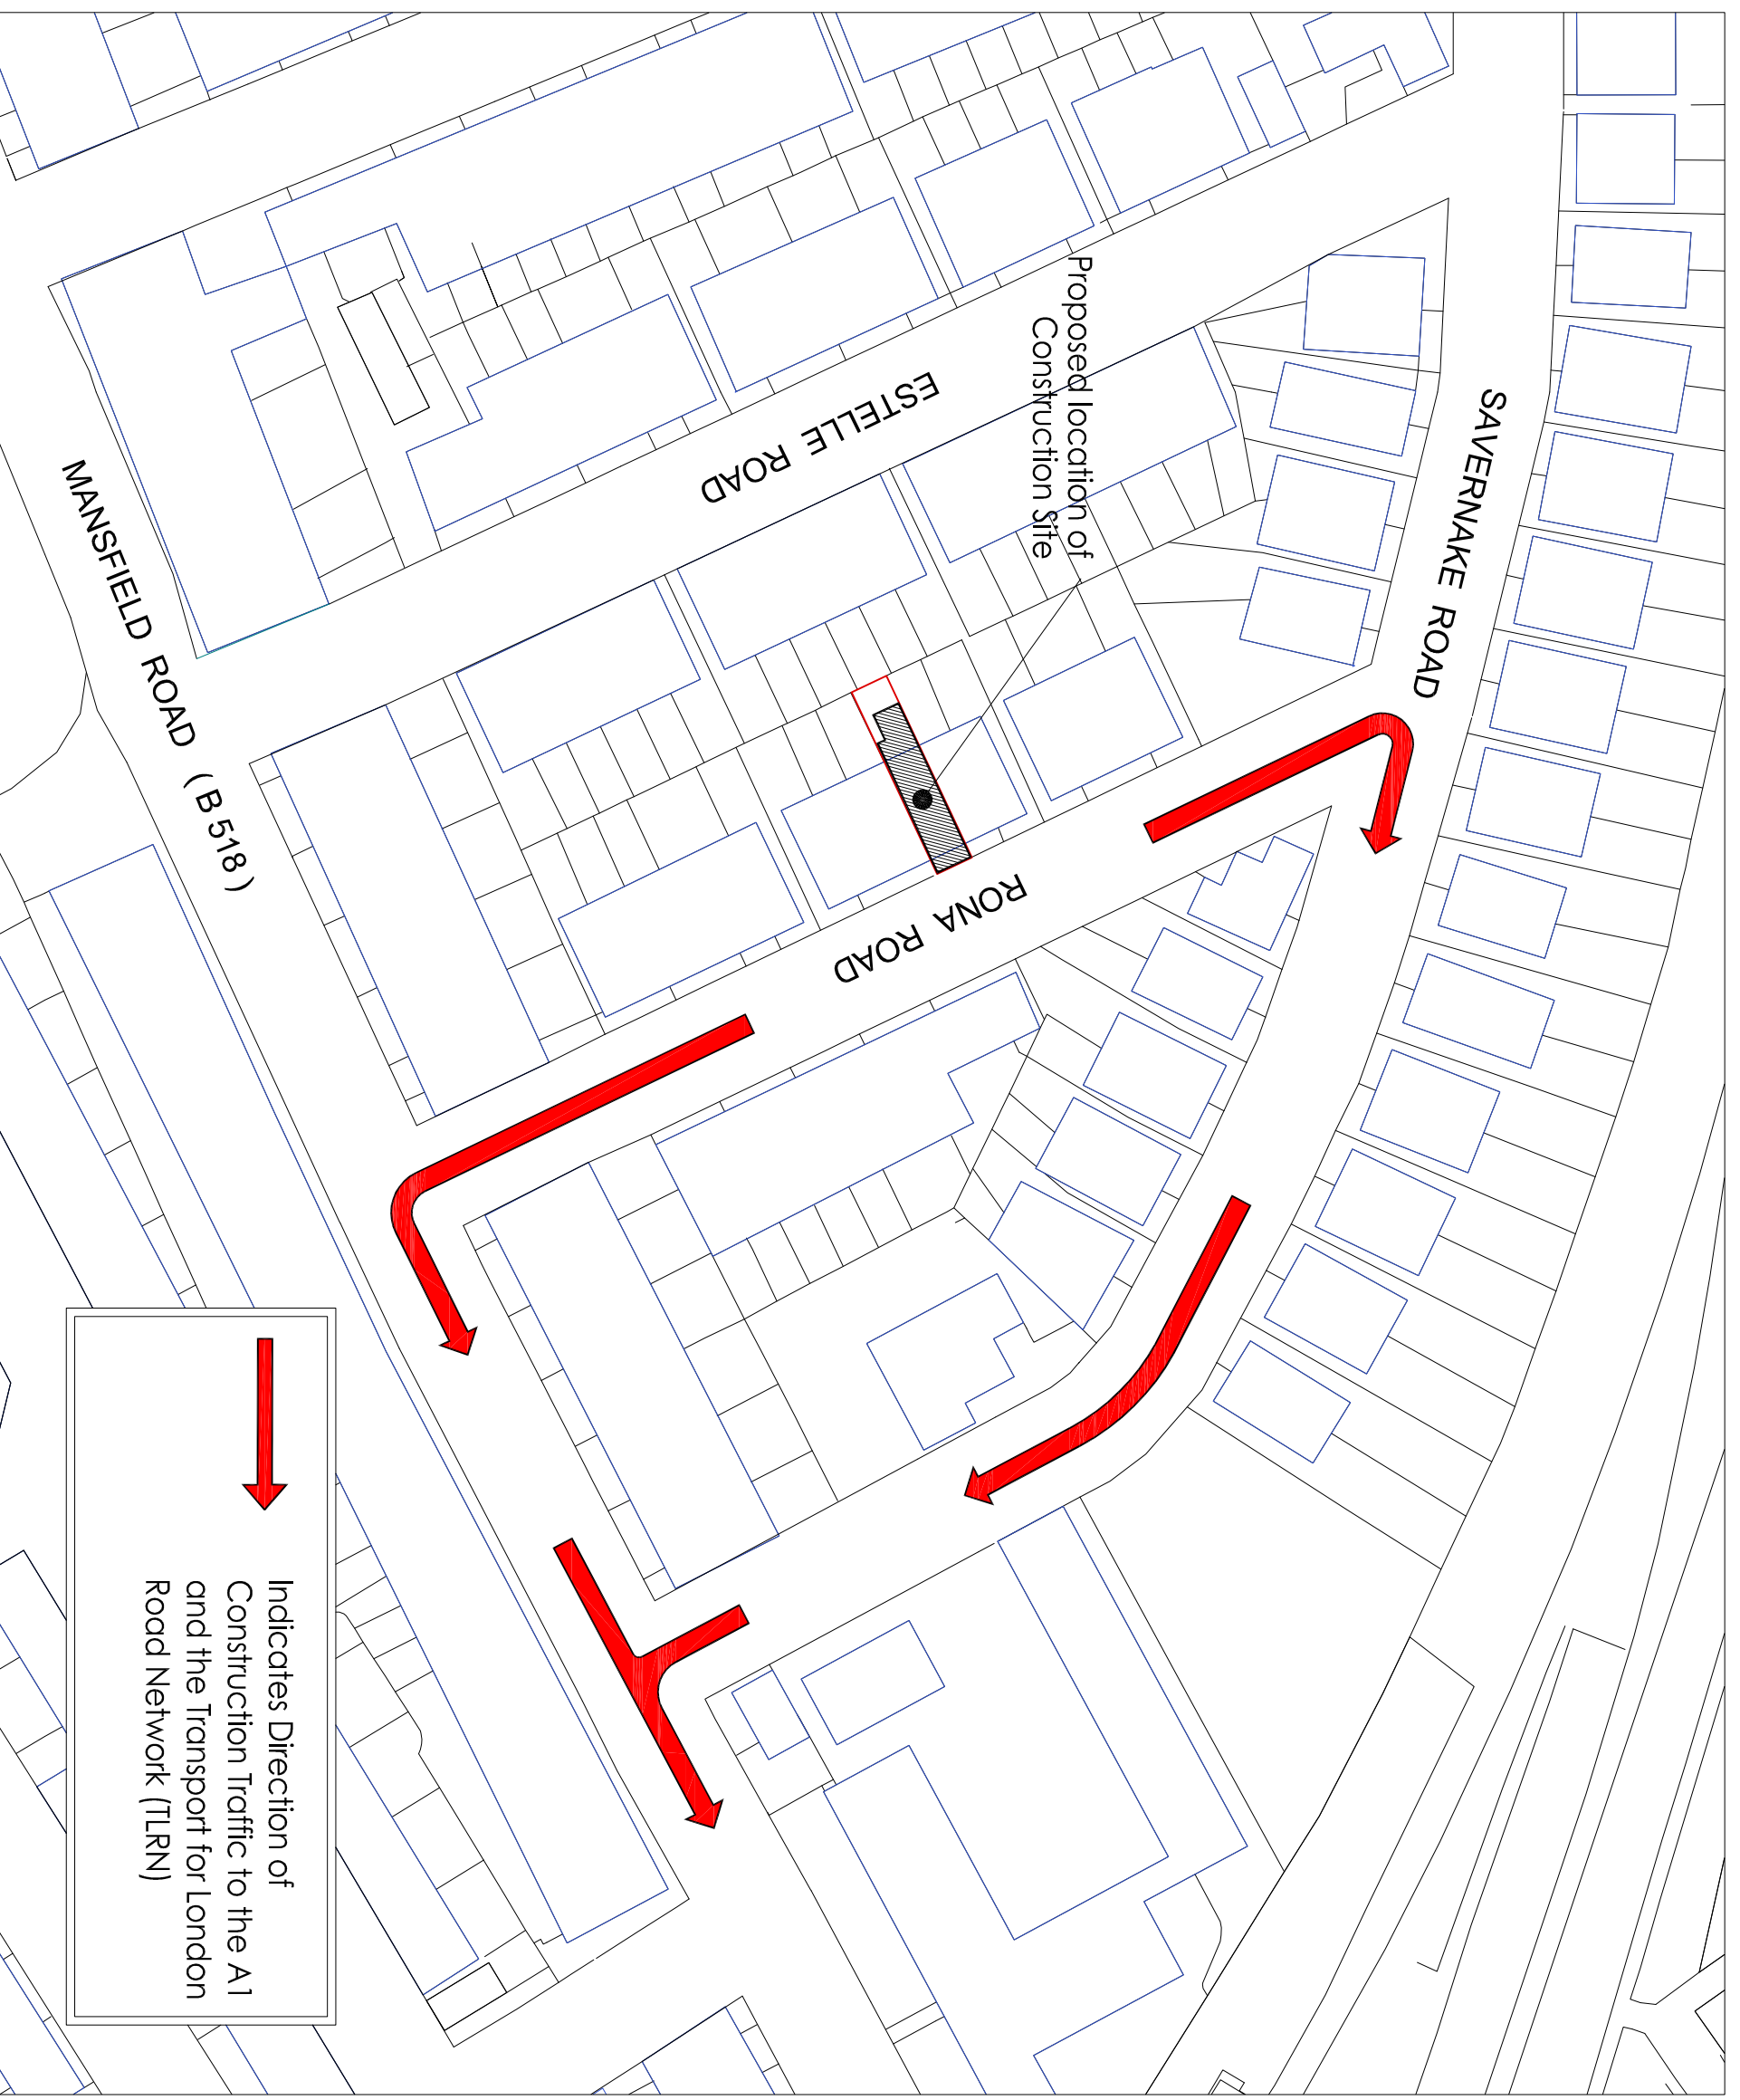 Proposed location of
Construction Site
SAVERNAKE ROAD
ESTELLE ROAD
RONA ROAD
MANSFIELD ROAD ( B 518 )
Indicates Direction of
Construction Traffic to the A1
and the Transport for London
Road Network (TLRN)